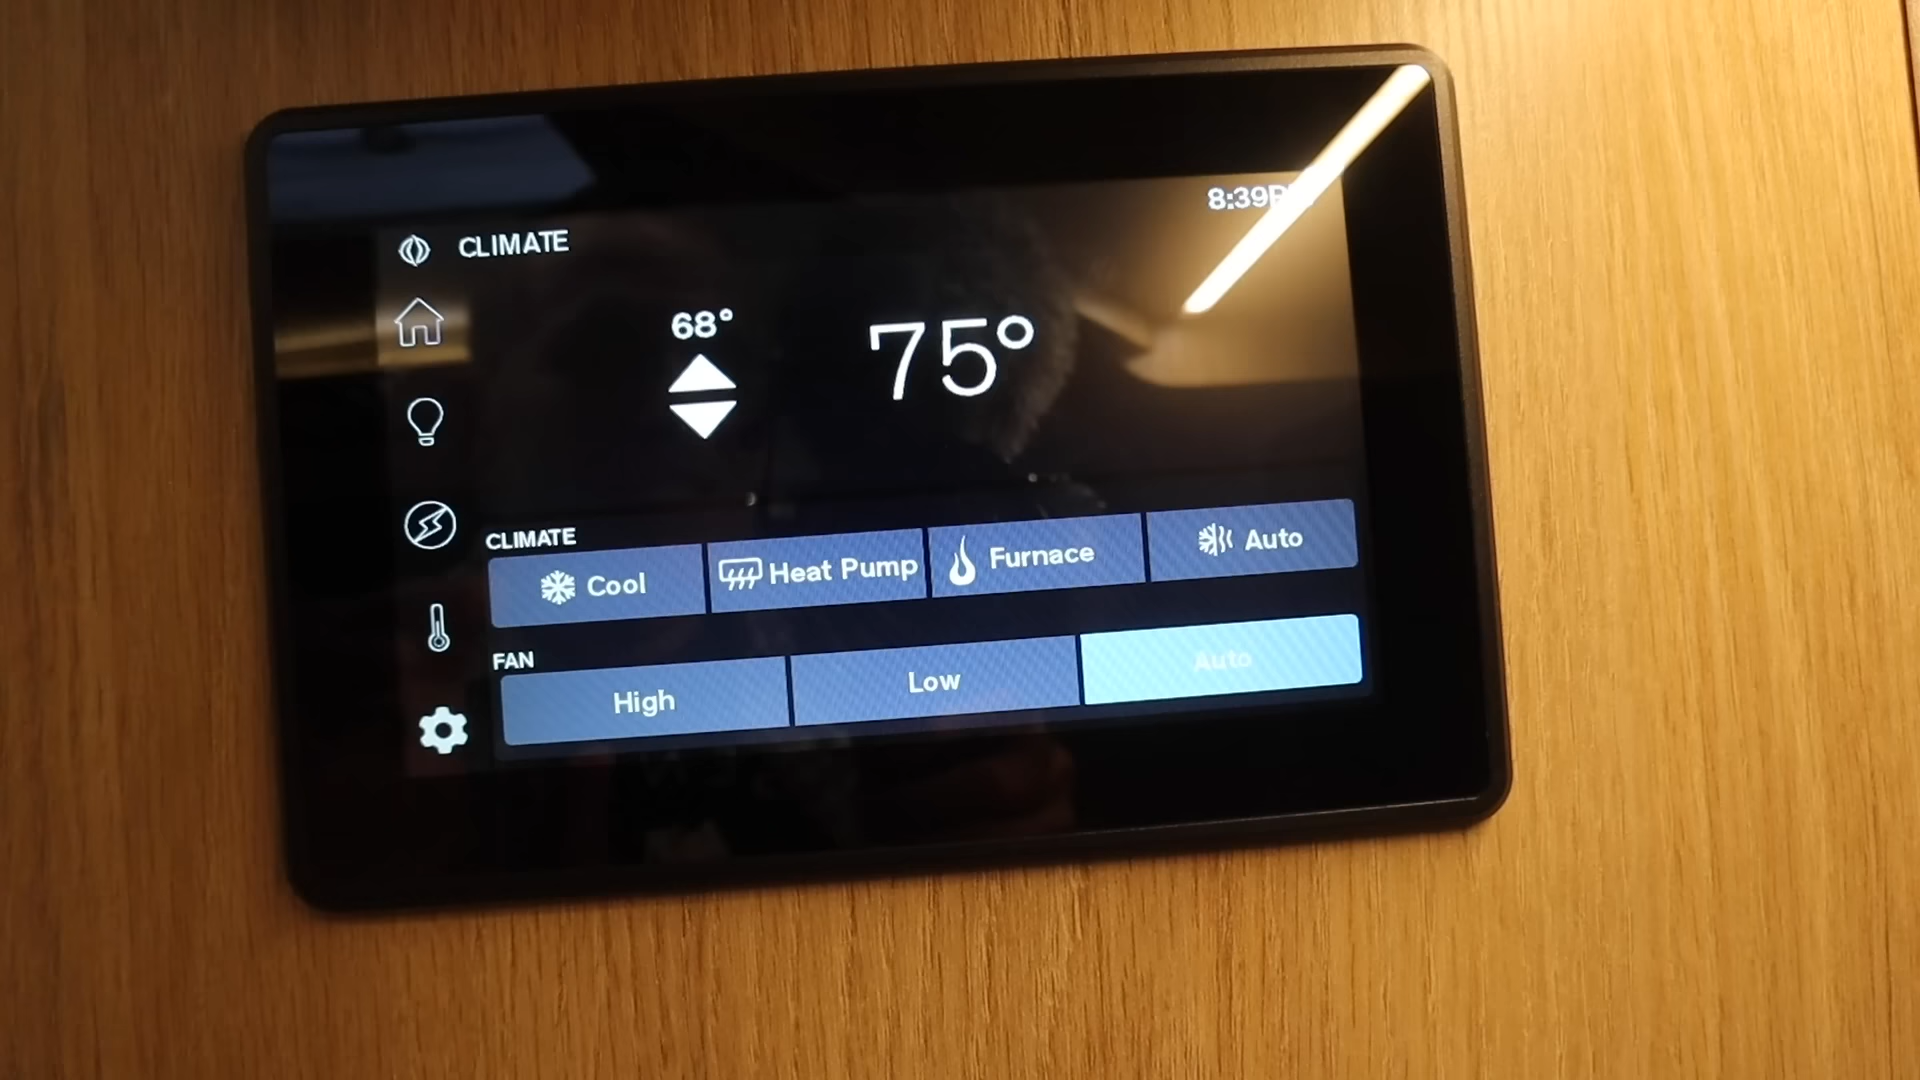 8:39P
CLIMATE
68°
75°
CLIMATE
Cool
Heat Pump
Furnace
Auto
FAN
High
Low
Auto